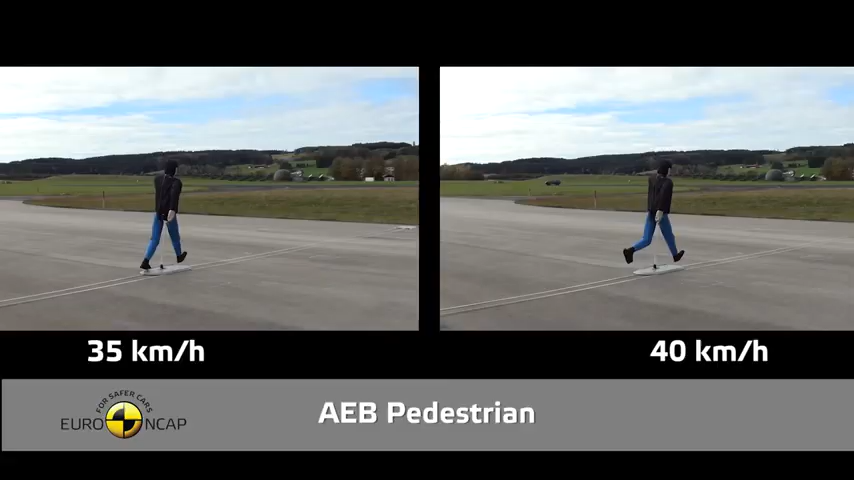 35 km/h
40 km/h
FOR SAFER CARS
EURO NCAP
AEB Pedestrian